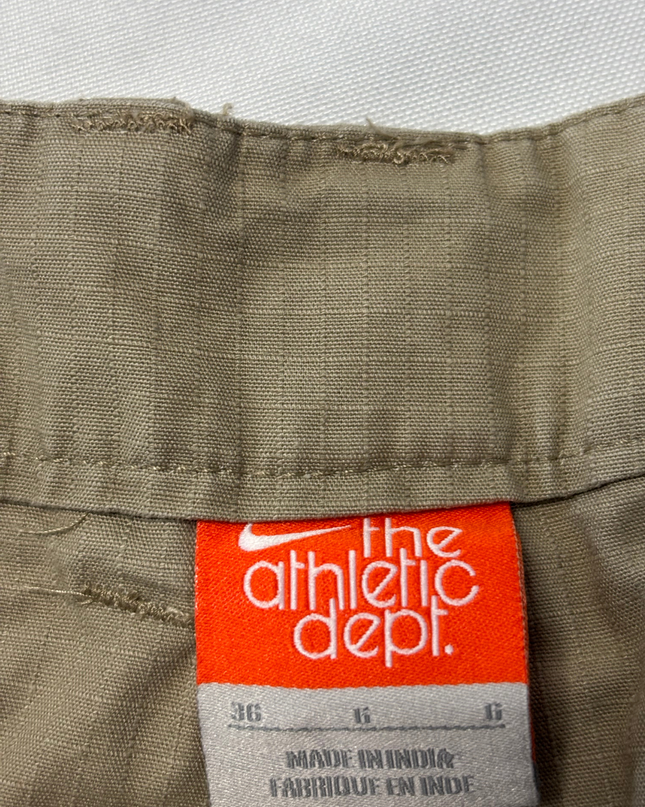 the
athletic
dept.
36 G G
MADE IN INDIA
FABRIQUE EN INDE